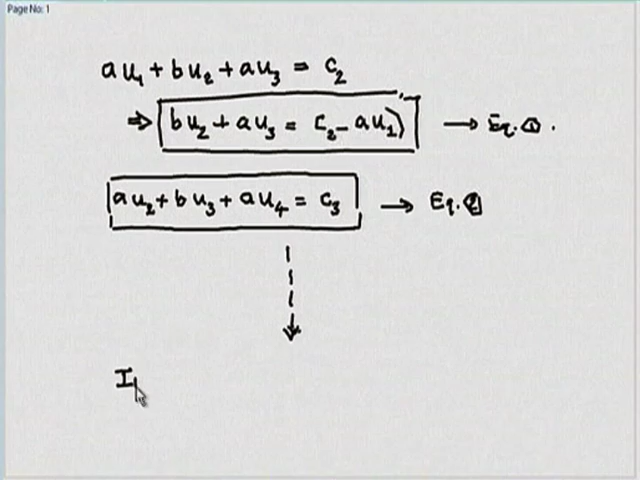 Page No: 1
au₁ + bu₂ + au₃ = c₂
⇒ bu₂ + au₃ = c₂ - au₁) → Eq. ①.
au₂ + bu₃ + au₄ = c₃ → Eq. ②
I